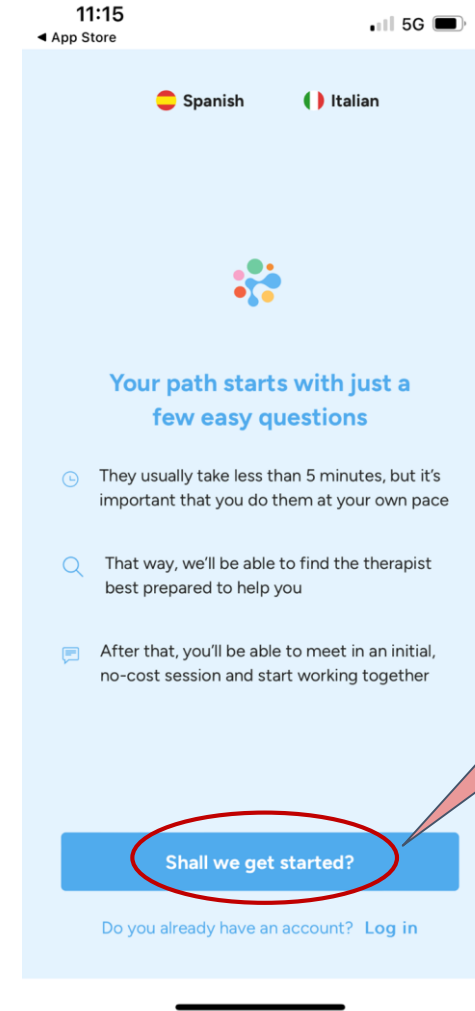 11:15
5G
◀ App Store
Spanish Italian
Your path starts with just a
few easy questions
They usually take less than 5 minutes, but it's
important that you do them at your own pace
That way, we'll be able to find the therapist
best prepared to help you
After that, you'll be able to meet in an initial,
no-cost session and start working together
Shall we get started?
Do you already have an account? Log in